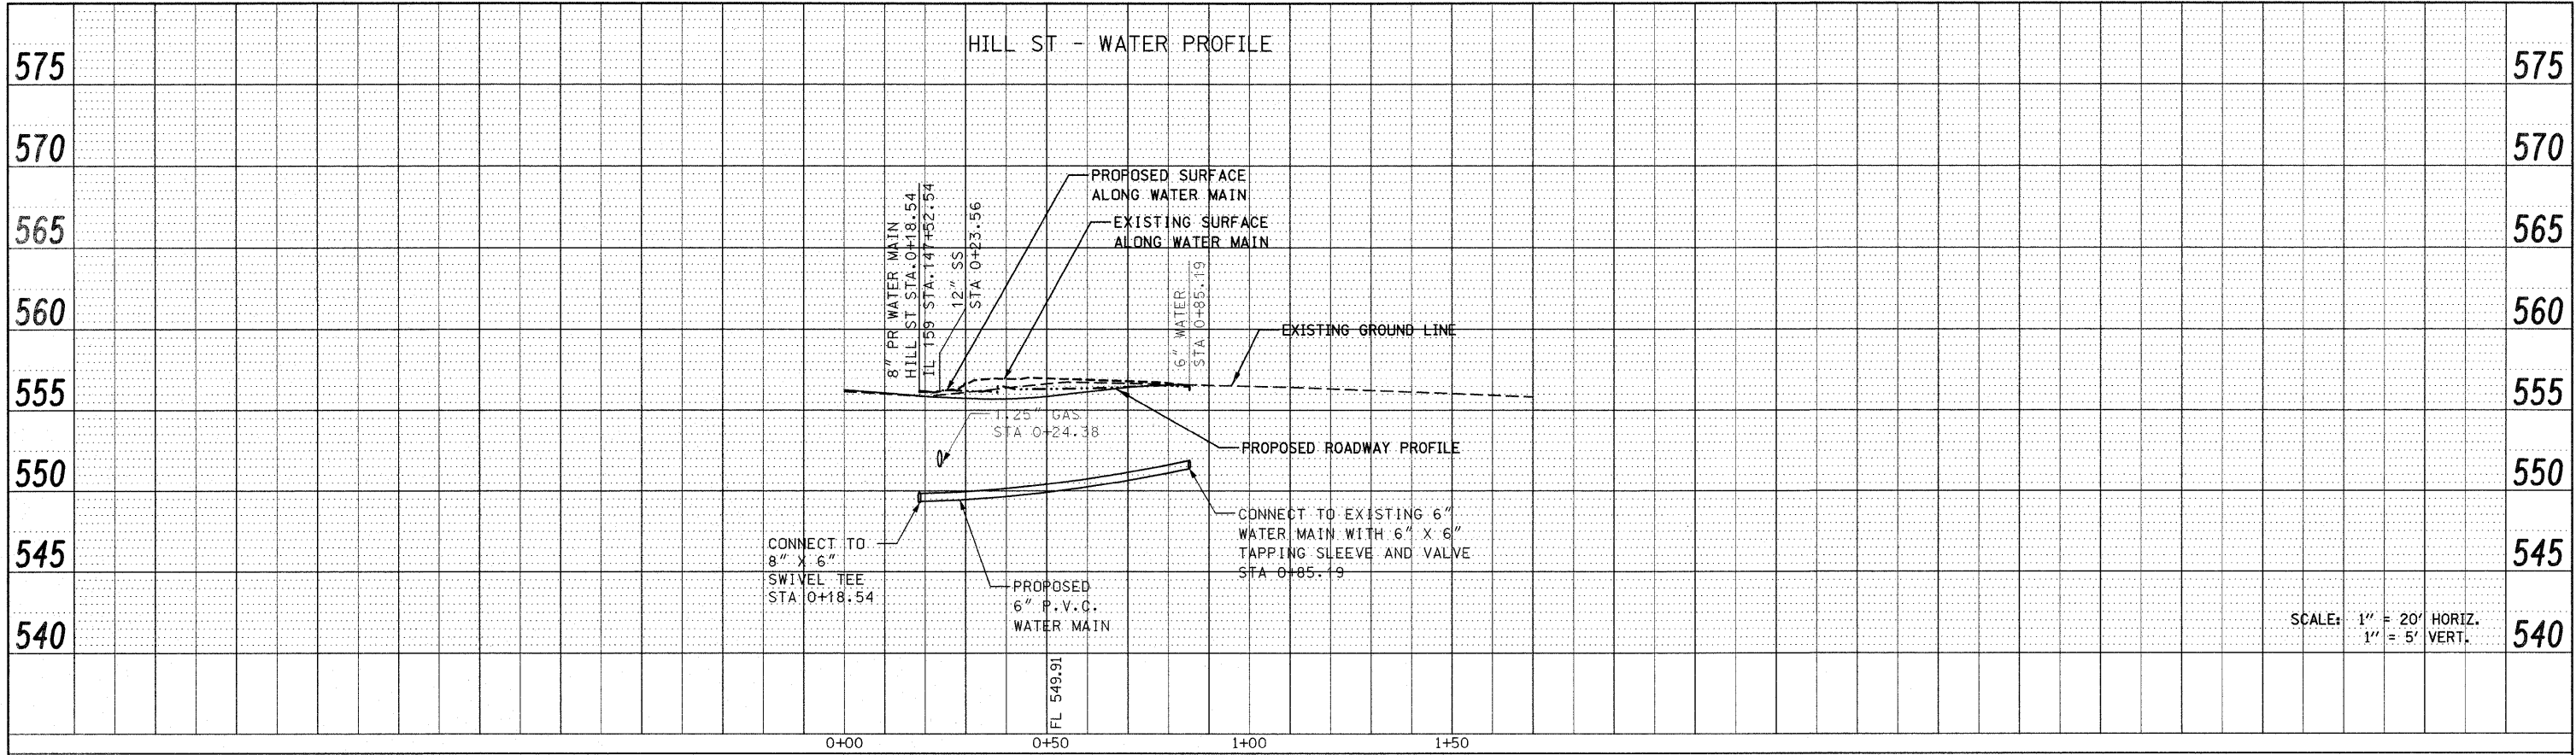 HILL ST - WATER PROFILE
575
575
570
570
565
565
560
560
555
555
550
550
545
545
540
540
8" PR WATER MAIN
HILL ST STA.0+18.54
IL 159 STA.147+52.54
12" SS
STA 0+23.56
PROPOSED SURFACE
ALONG WATER MAIN
EXISTING SURFACE
ALONG WATER MAIN
6" WATER
STA 0+85.19
EXISTING GROUND LINE
1.25" GAS
STA 0+24.38
PROPOSED ROADWAY PROFILE
CONNECT TO
8" X 6"
SWIVEL TEE
STA 0+18.54
PROPOSED
6" P.V.C.
WATER MAIN
CONNECT TO EXISTING 6"
WATER MAIN WITH 6" X 6"
TAPPING SLEEVE AND VALVE
STA 0+85.19
SCALE: 1" = 20' HORIZ.
1" = 5' VERT.
FL 549.91
0+00
0+50
1+00
1+50